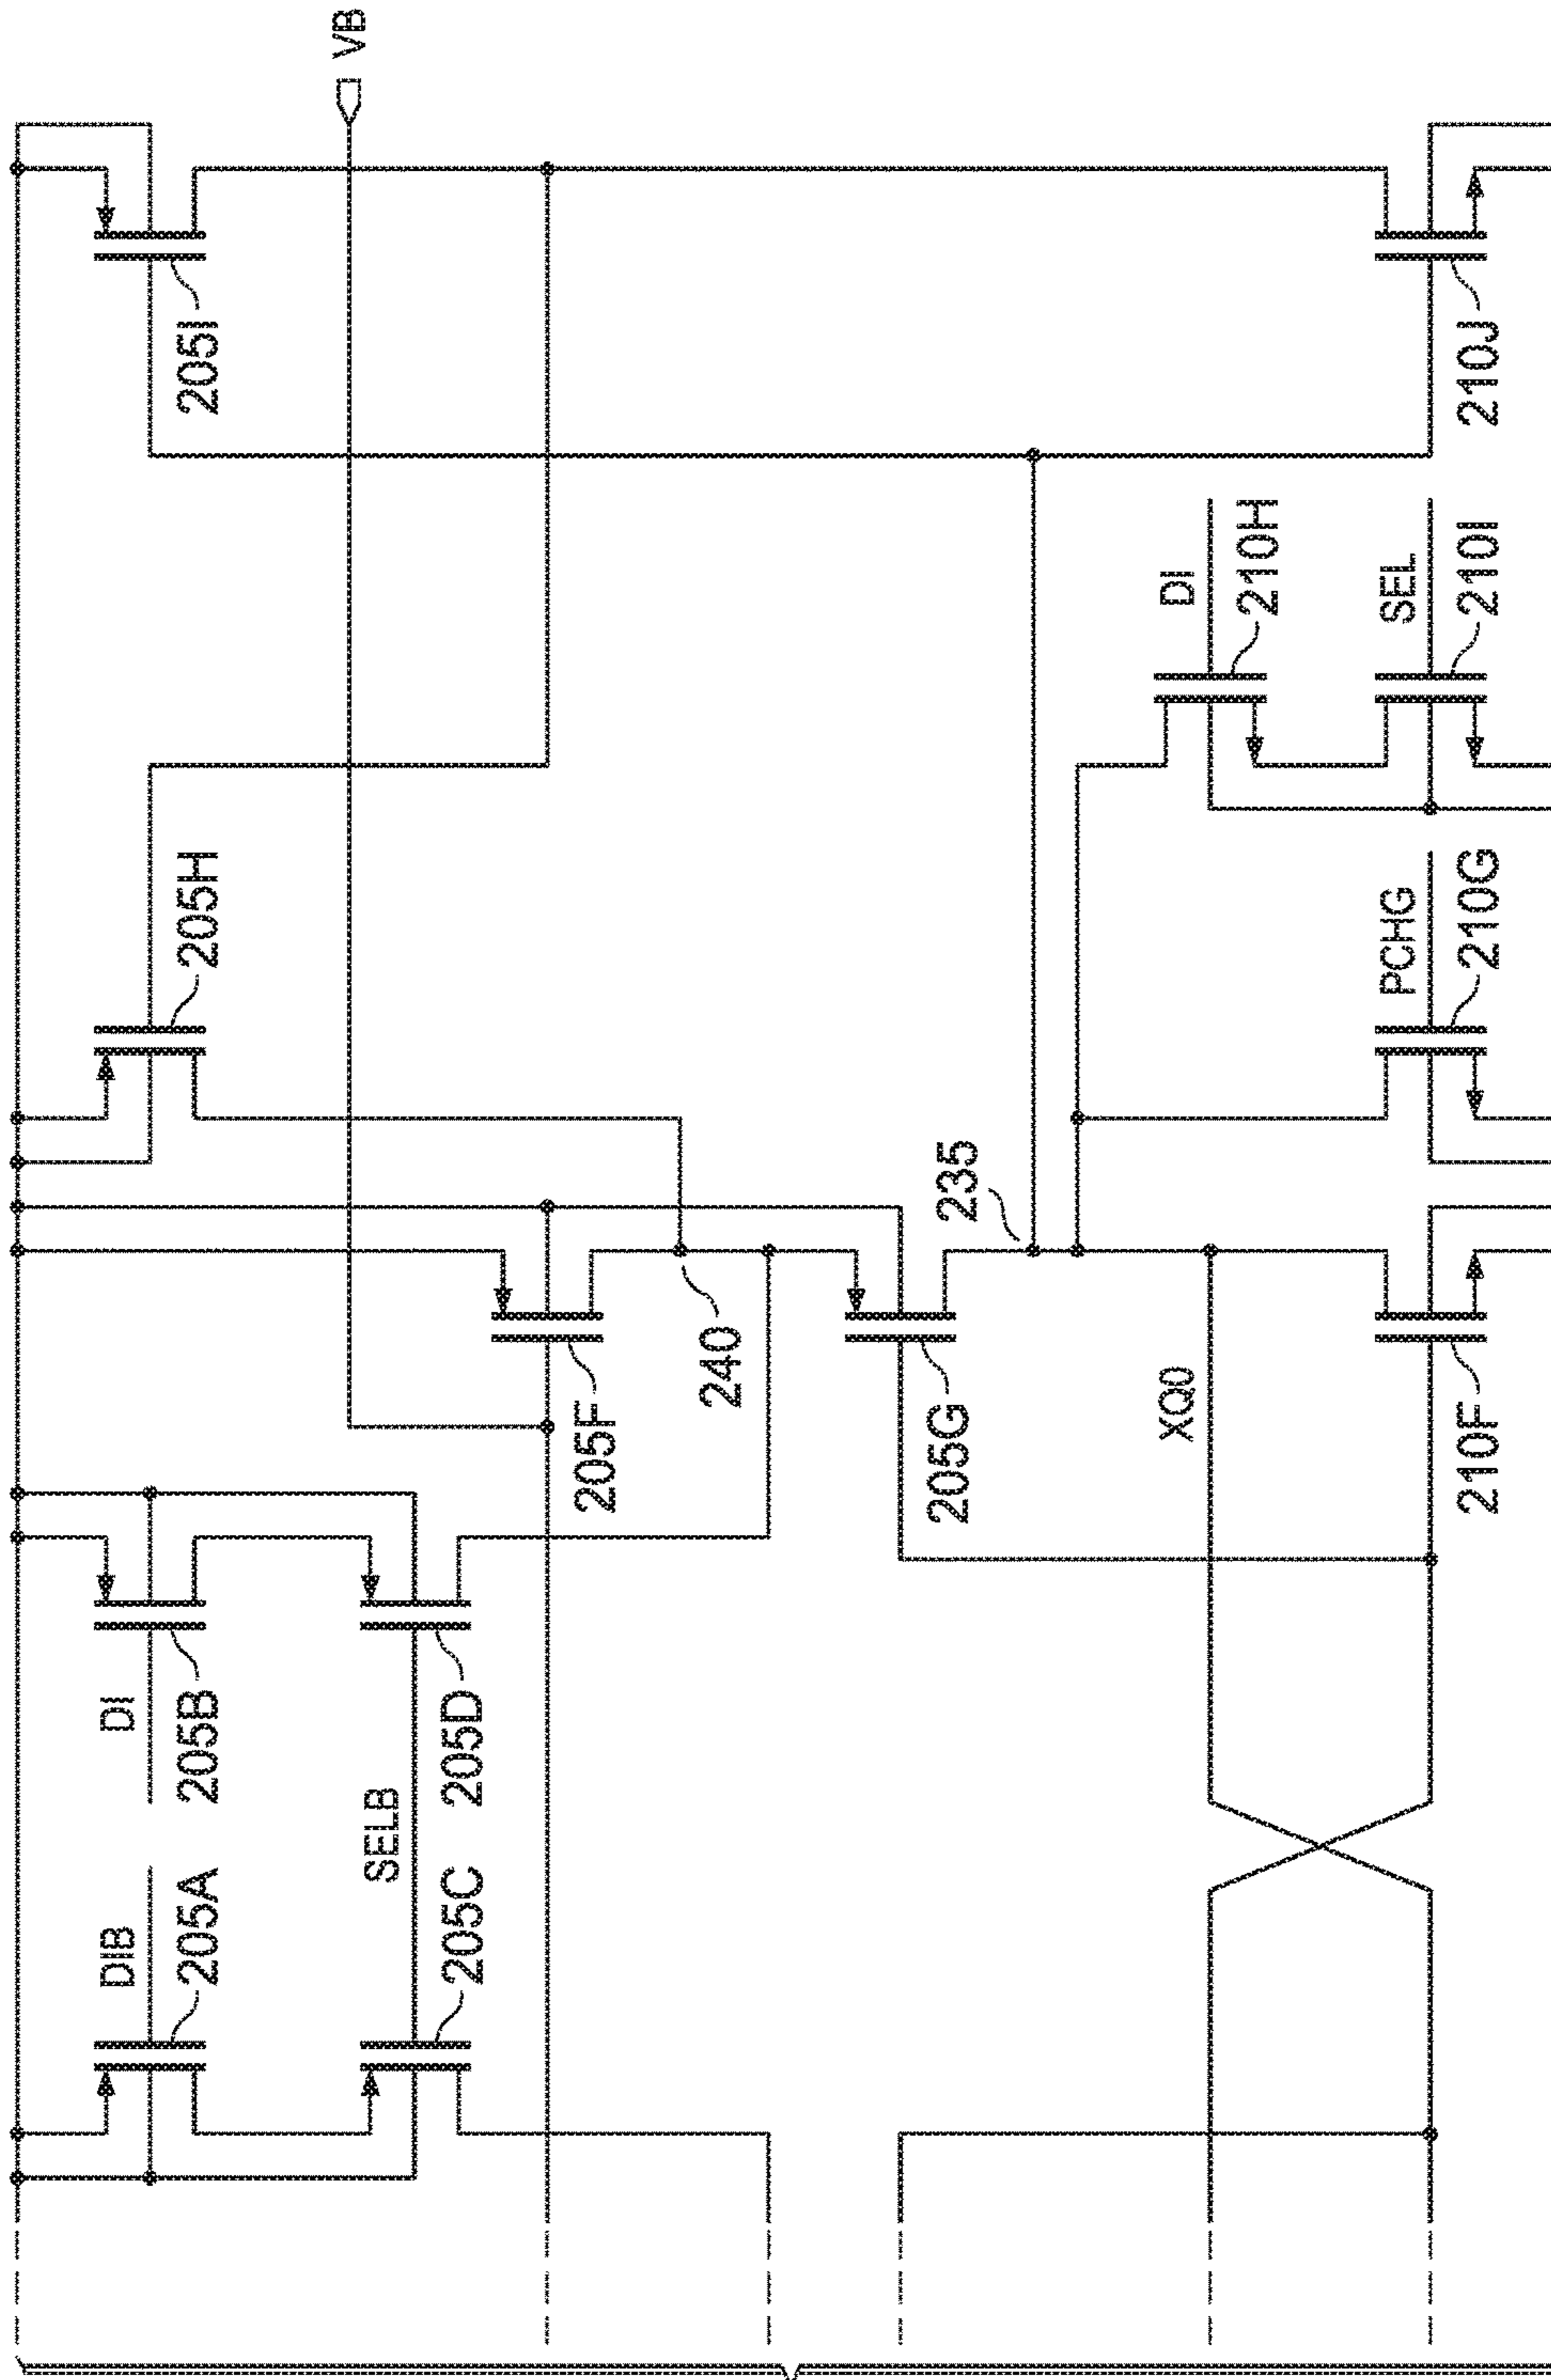 VB
205I
210J
DI
210H
SEL
210I
205H
PCHG
210G
235
240
205F
205G
XQ0
210F
DI
205B
SELB
205D
DIB
205A
205C